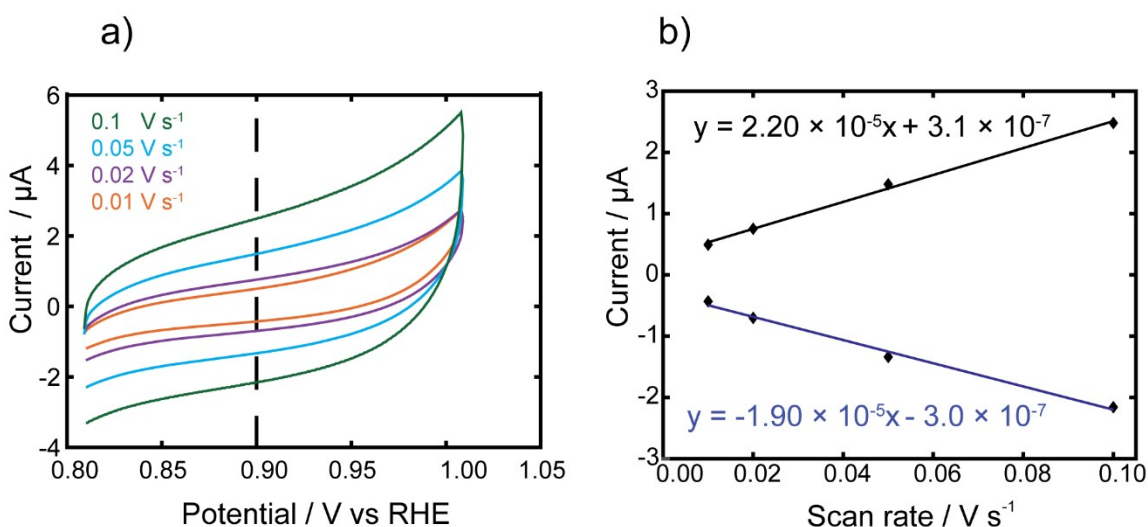 a)
6
4
2
0
-2
-4
0.80 0.85 0.90 0.95 1.00 1.05
Current / µA
Potential / V vs RHE
0.1 V s⁻¹
0.05 V s⁻¹
0.02 V s⁻¹
0.01 V s⁻¹
b)
3
2
1
0
-1
-2
-3
0.00 0.02 0.04 0.06 0.08 0.10
Current / µA
Scan rate / V s⁻¹
y = 2.20 × 10⁻⁵x + 3.1 × 10⁻⁷
y = -1.90 × 10⁻⁵x - 3.0 × 10⁻⁷